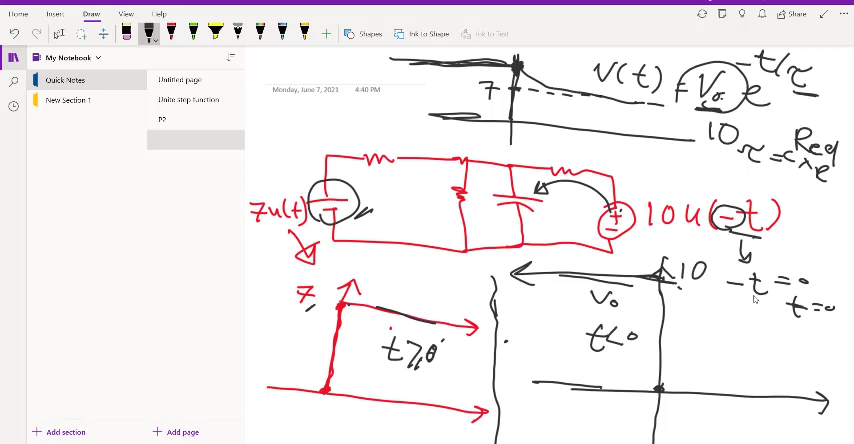 Home Insert Draw View Help Share
Shapes Ink to Shape Ink to Text
My Notebook
Quick Notes
New Section 1
Untitled page
Unite step function
P2
Monday, June 7, 2021 4:40 PM
V(t) = V₀ e^-t/τ
7
10
τ = C × Req
7u(t)
10 u(-t)
7
t ≥ 0
10
V₀
t < 0
-t = 0
t = 0
Add section Add page